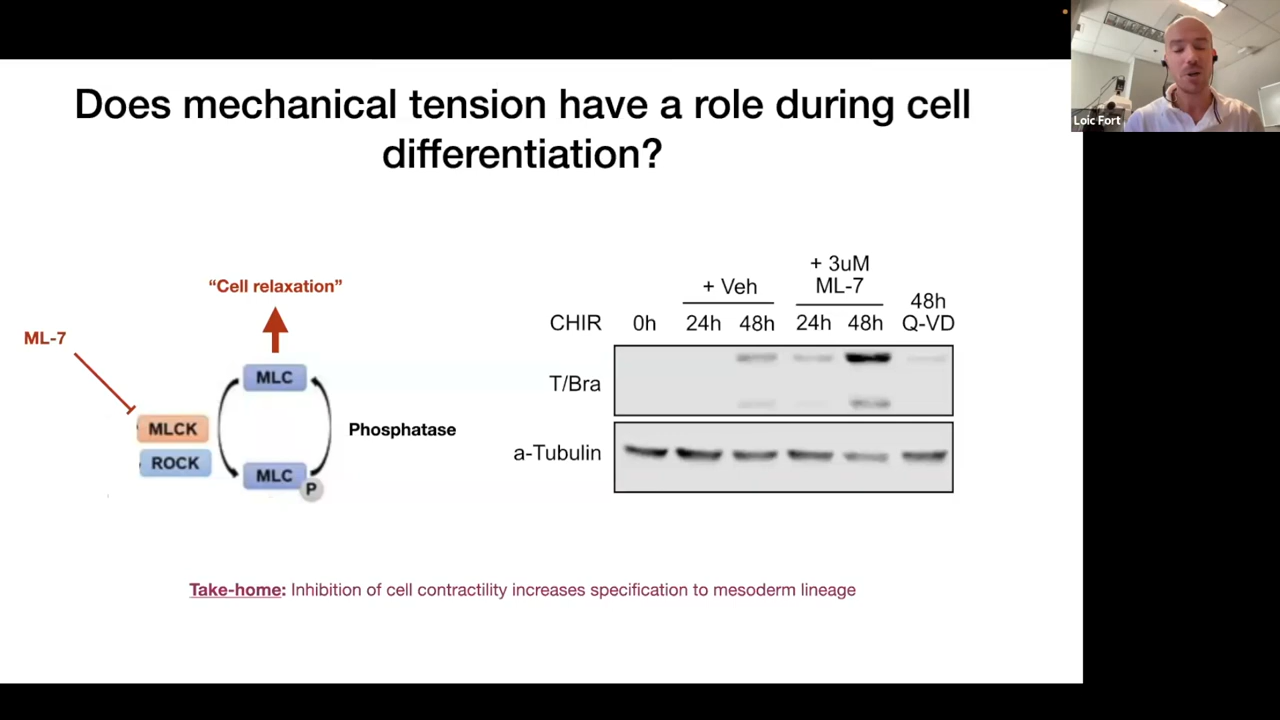 Does mechanical tension have a role during cell
differentiation?
Loic Fort
“Cell relaxation”
ML-7
MLC
MLCK
ROCK
Phosphatase
MLC
P
+ 3uM
+ Veh
ML-7
48h
CHIR 0h 24h 48h 24h 48h Q-VD
T/Bra
a-Tubulin
Take-home: Inhibition of cell contractility increases specification to mesoderm lineage